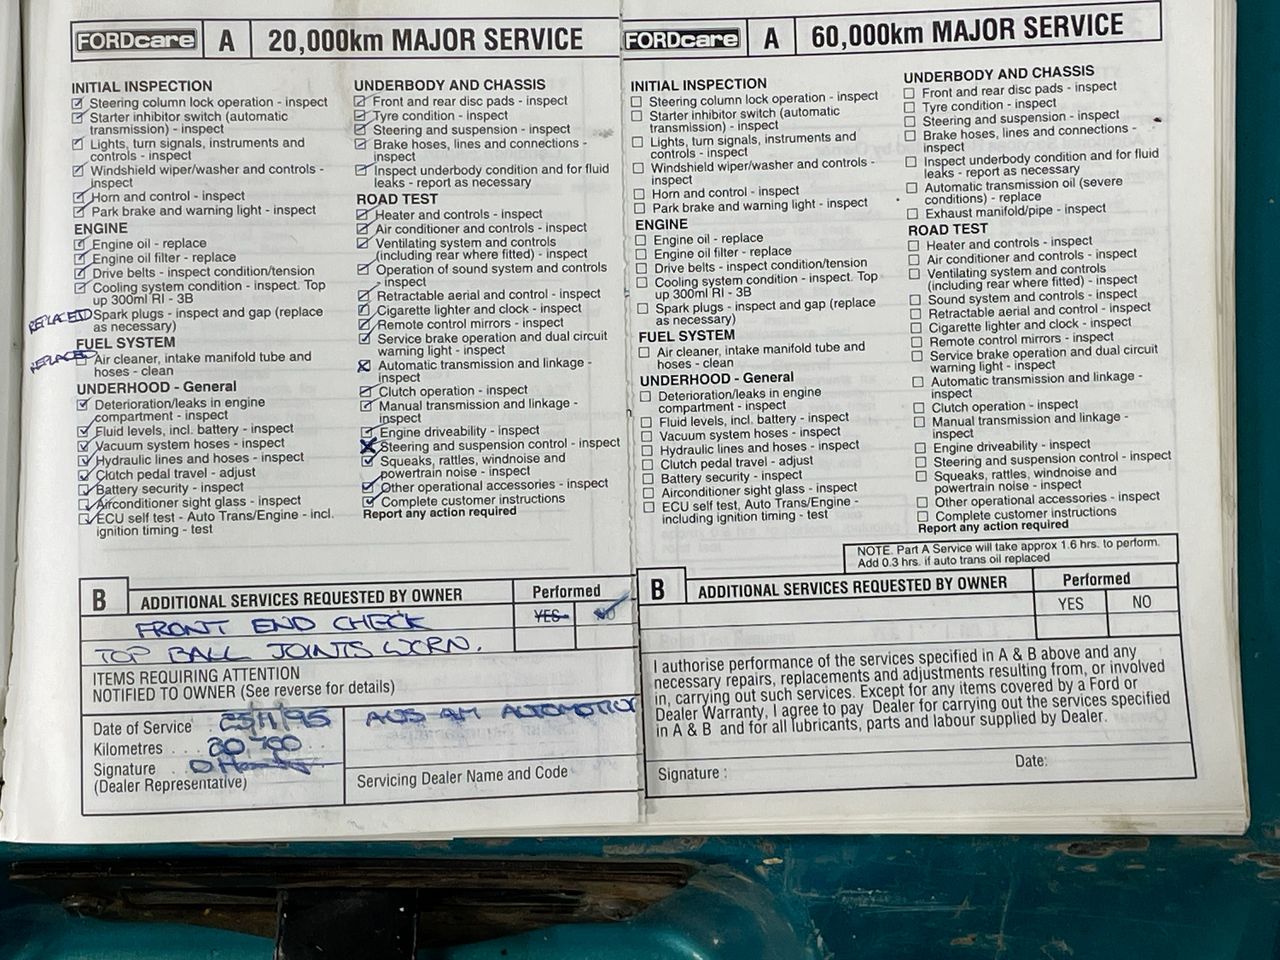 FORDcare A 20,000km MAJOR SERVICE
INITIAL INSPECTION
Steering column lock operation - inspect
Starter inhibitor switch (automatic
transmission) - inspect
Lights, turn signals, instruments and
controls - inspect
Windshield wiper/washer and controls -
inspect
Horn and control - inspect
Park brake and warning light - inspect
ENGINE
Engine oil - replace
Engine oil filter - replace
Drive belts - inspect condition/tension
Cooling system condition - inspect. Top
up 300ml RI - 3B
REPLACED Spark plugs - inspect and gap (replace
as necessary)
FUEL SYSTEM
REPLACED Air cleaner, intake manifold tube and
hoses - clean
UNDERHOOD - General
Deterioration/leaks in engine
compartment - inspect
Fluid levels, incl. battery - inspect
Vacuum system hoses - inspect
Hydraulic lines and hoses - inspect
Clutch pedal travel - adjust
Battery security - inspect
Airconditioner sight glass - inspect
ECU self test - Auto Trans/Engine - incl.
ignition timing - test
UNDERBODY AND CHASSIS
Front and rear disc pads - inspect
Tyre condition - inspect
Steering and suspension - inspect
Brake hoses, lines and connections -
inspect
Inspect underbody condition and for fluid
leaks - report as necessary
ROAD TEST
Heater and controls - inspect
Air conditioner and controls - inspect
Ventilating system and controls
(including rear where fitted) - inspect
Operation of sound system and controls
- inspect
Retractable aerial and control - inspect
Cigarette lighter and clock - inspect
Remote control mirrors - inspect
Service brake operation and dual circuit
warning light - inspect
Automatic transmission and linkage -
inspect
Clutch operation - inspect
Manual transmission and linkage -
inspect
Engine driveability - inspect
Steering and suspension control - inspect
Squeaks, rattles, windnoise and
powertrain noise - inspect
Other operational accessories - inspect
Complete customer instructions
Report any action required
B ADDITIONAL SERVICES REQUESTED BY OWNER
Performed
YES NO
FRONT END CHECK
TOP BALL JOINTS WORN.
ITEMS REQUIRING ATTENTION
NOTIFIED TO OWNER (See reverse for details)
Date of Service 23/11/95
Kilometres . . . 20,700
Signature . .
(Dealer Representative)
AUS AM AUTOMOTIV
Servicing Dealer Name and Code
FORDcare A 60,000km MAJOR SERVICE
INITIAL INSPECTION
Steering column lock operation - inspect
Starter inhibitor switch (automatic
transmission) - inspect
Lights, turn signals, instruments and
controls - inspect
Windshield wiper/washer and controls -
inspect
Horn and control - inspect
Park brake and warning light - inspect
ENGINE
Engine oil - replace
Engine oil filter - replace
Drive belts - inspect condition/tension
Cooling system condition - inspect. Top
up 300ml RI - 3B
Spark plugs - inspect and gap (replace
as necessary)
FUEL SYSTEM
Air cleaner, intake manifold tube and
hoses - clean
UNDERHOOD - General
Deterioration/leaks in engine
compartment - inspect
Fluid levels, incl. battery - inspect
Vacuum system hoses - inspect
Hydraulic lines and hoses - inspect
Clutch pedal travel - adjust
Battery security - inspect
Airconditioner sight glass - inspect
ECU self test, Auto Trans/Engine -
including ignition timing - test
UNDERBODY AND CHASSIS
Front and rear disc pads - inspect
Tyre condition - inspect
Steering and suspension - inspect
Brake hoses, lines and connections -
inspect
Inspect underbody condition and for fluid
leaks - report as necessary
Automatic transmission oil (severe
conditions) - replace
Exhaust manifold/pipe - inspect
ROAD TEST
Heater and controls - inspect
Air conditioner and controls - inspect
Ventilating system and controls
(including rear where fitted) - inspect
Sound system and controls - inspect
Retractable aerial and control - inspect
Cigarette lighter and clock - inspect
Remote control mirrors - inspect
Service brake operation and dual circuit
warning light - inspect
Automatic transmission and linkage -
inspect
Clutch operation - inspect
Manual transmission and linkage -
inspect
Engine driveability - inspect
Steering and suspension control - inspect
Squeaks, rattles, windnoise and
powertrain noise - inspect
Other operational accessories - inspect
Complete customer instructions
Report any action required
NOTE. Part A Service will take approx 1.6 hrs. to perform.
Add 0.3 hrs. if auto trans oil replaced
B ADDITIONAL SERVICES REQUESTED BY OWNER
Performed
YES NO
I authorise performance of the services specified in A & B above and any
necessary repairs, replacements and adjustments resulting from, or involved
in, carrying out such services. Except for any items covered by a Ford or
Dealer Warranty, I agree to pay Dealer for carrying out the services specified
in A & B and for all lubricants, parts and labour supplied by Dealer.
Signature :
Date: